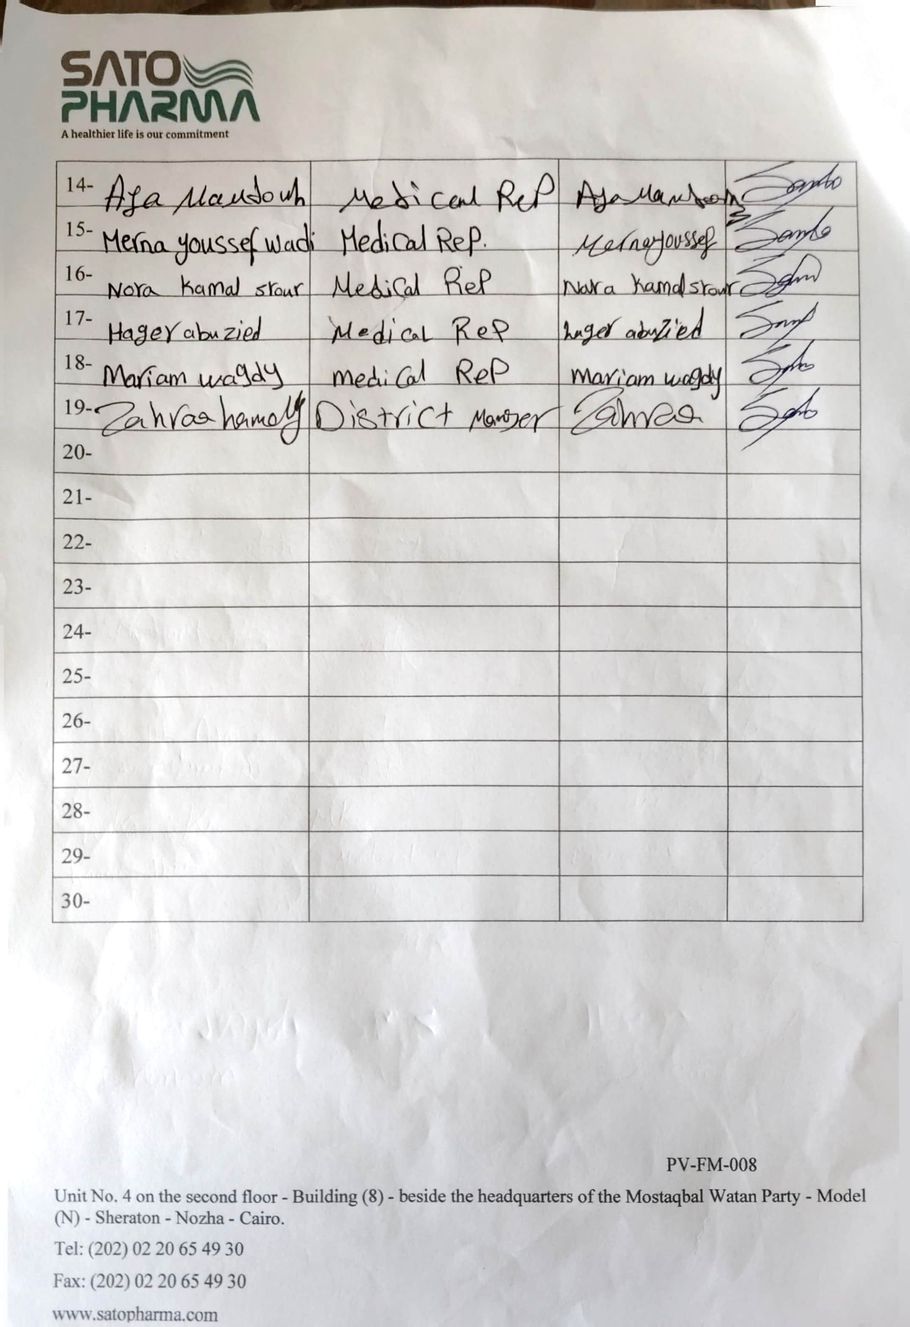 SATO
PHARMA
A healthier life is our commitment
14- Aya Mamdouh Medical Rep Aya Mamdouh
15- Merna youssef wadi Medical Rep. Merna youssef
16- Nora kamal srour Medical Rep Nora kamal srour
17- Hager abuzied Medical Rep hager abuzied
18- Mariam wagdy medical Rep mariam wagdy
19- Zahraa hamdy District Manger Zahraa
20-
21-
22-
23-
24-
25-
26-
27-
28-
29-
30-
PV-FM-008
Unit No. 4 on the second floor - Building (8) - beside the headquarters of the Mostaqbal Watan Party - Model
(N) - Sheraton - Nozha - Cairo.
Tel: (202) 02 20 65 49 30
Fax: (202) 02 20 65 49 30
www.satopharma.com